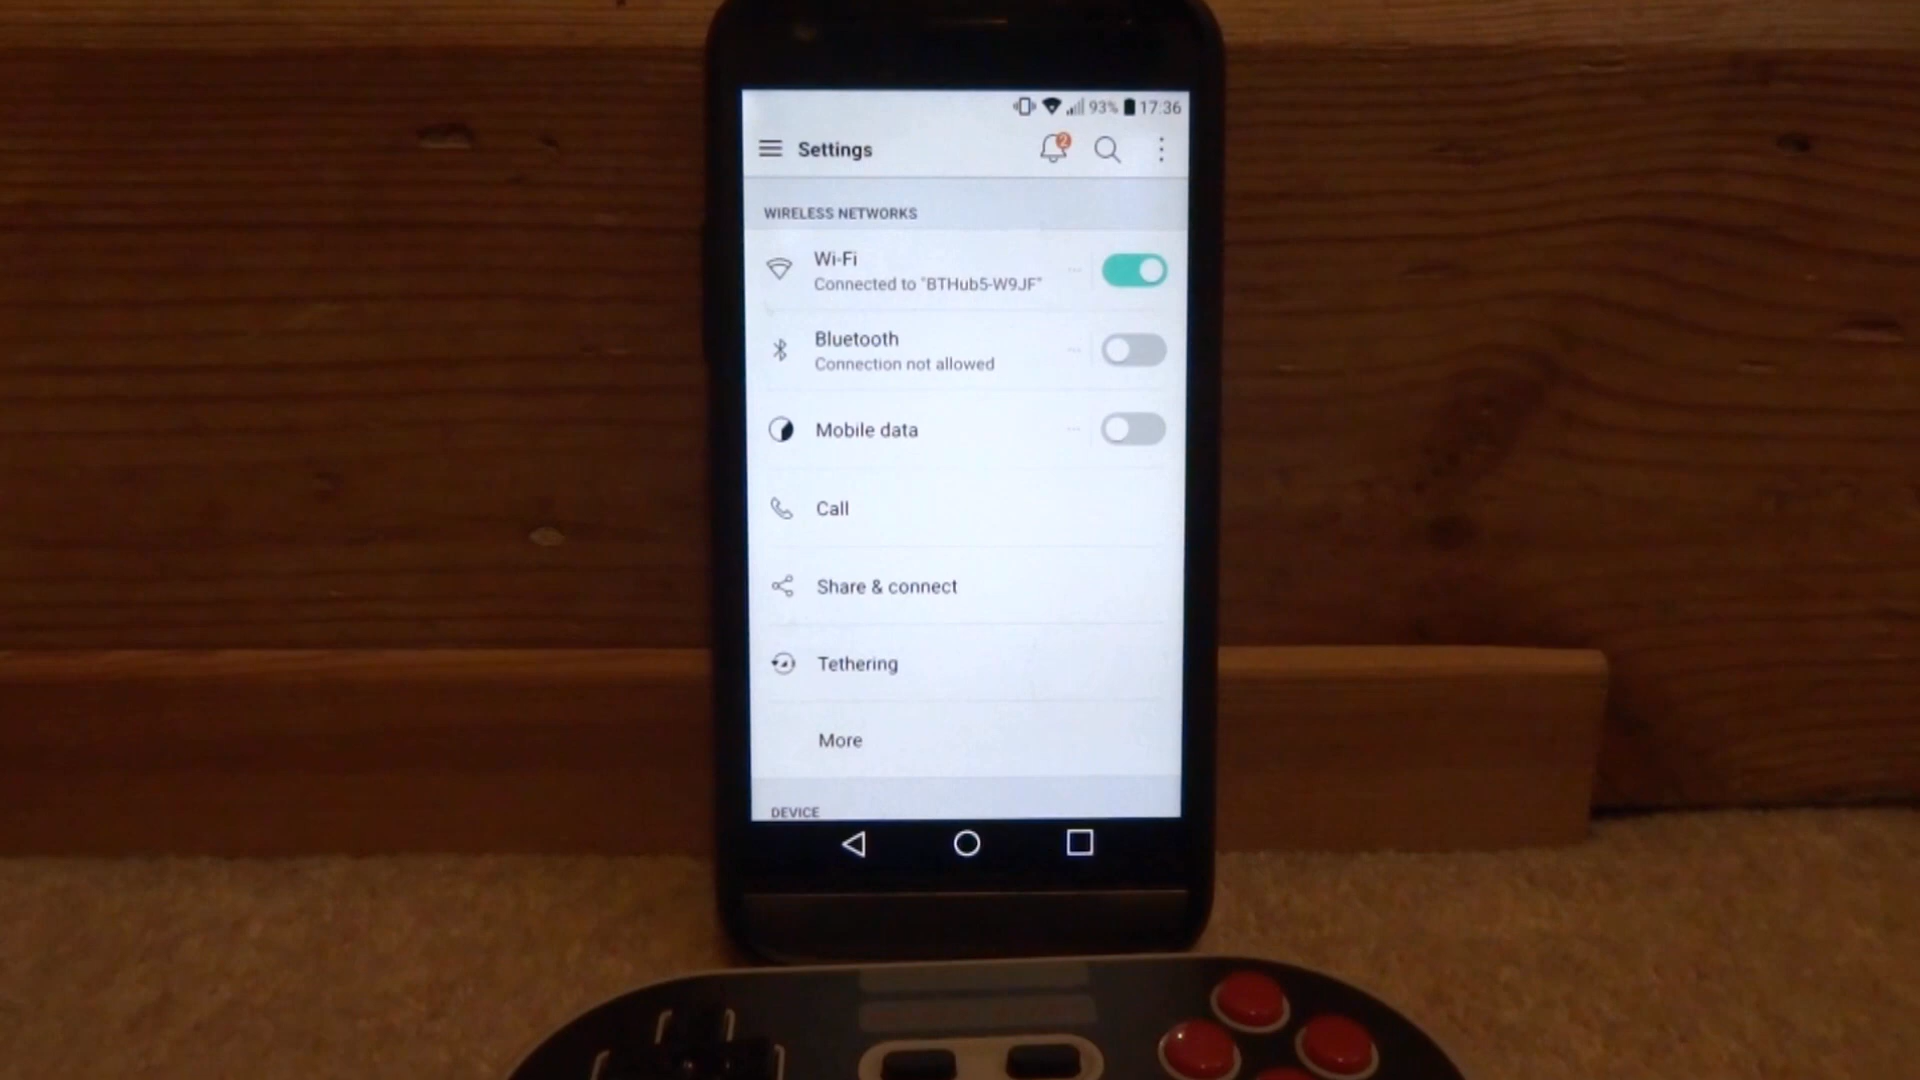 93% 17:36
Settings
2
WIRELESS NETWORKS
Wi-Fi
Connected to "BTHub5-W9JF"
Bluetooth
Connection not allowed
Mobile data
Call
Share & connect
Tethering
More
DEVICE